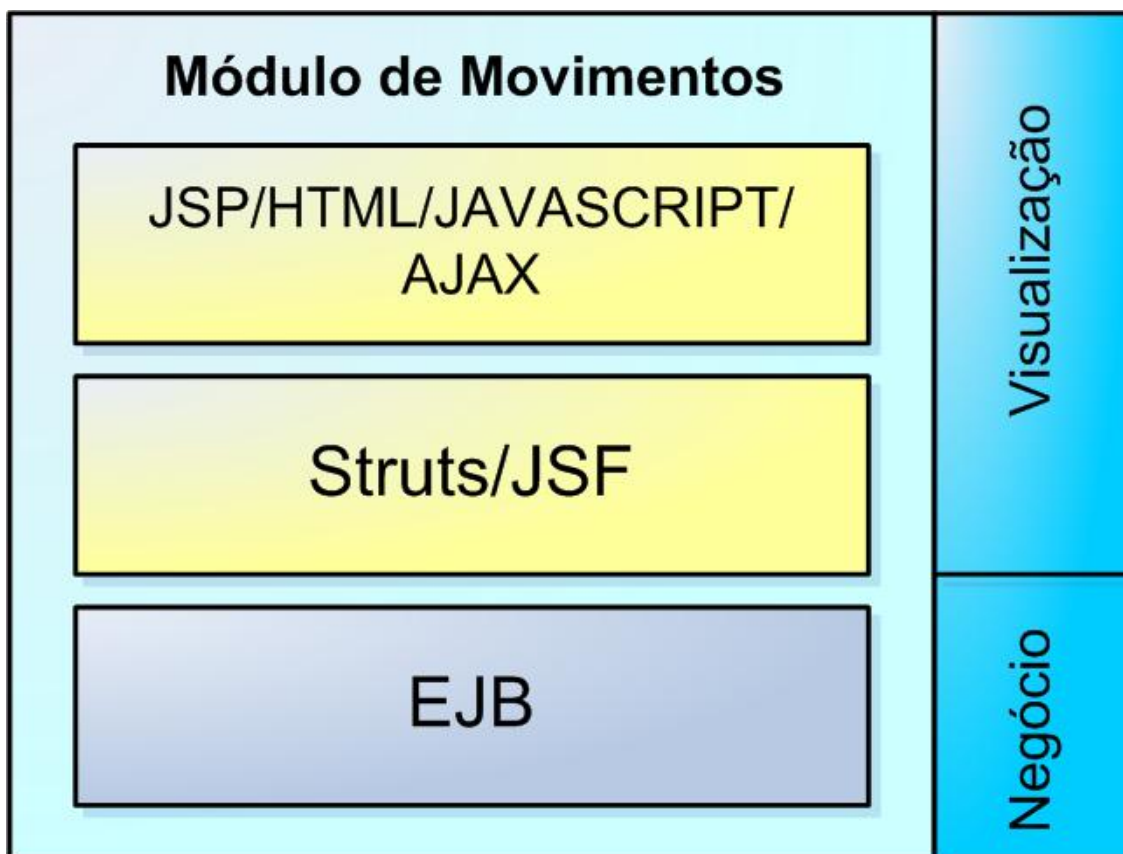 Módulo de Movimentos
JSP/HTML/JAVASCRIPT/
AJAX
Struts/JSF
EJB
Visualização
Negócio